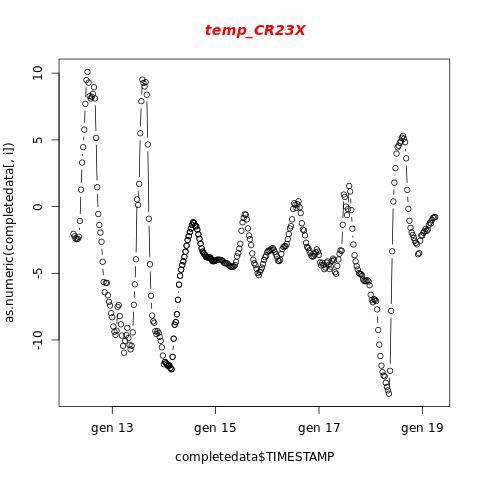 temp_CR23X
as.numeric(completedata[, i])
10
5
0
-5
-10
gen 13
gen 15
gen 17
gen 19
completedata$TIMESTAMP